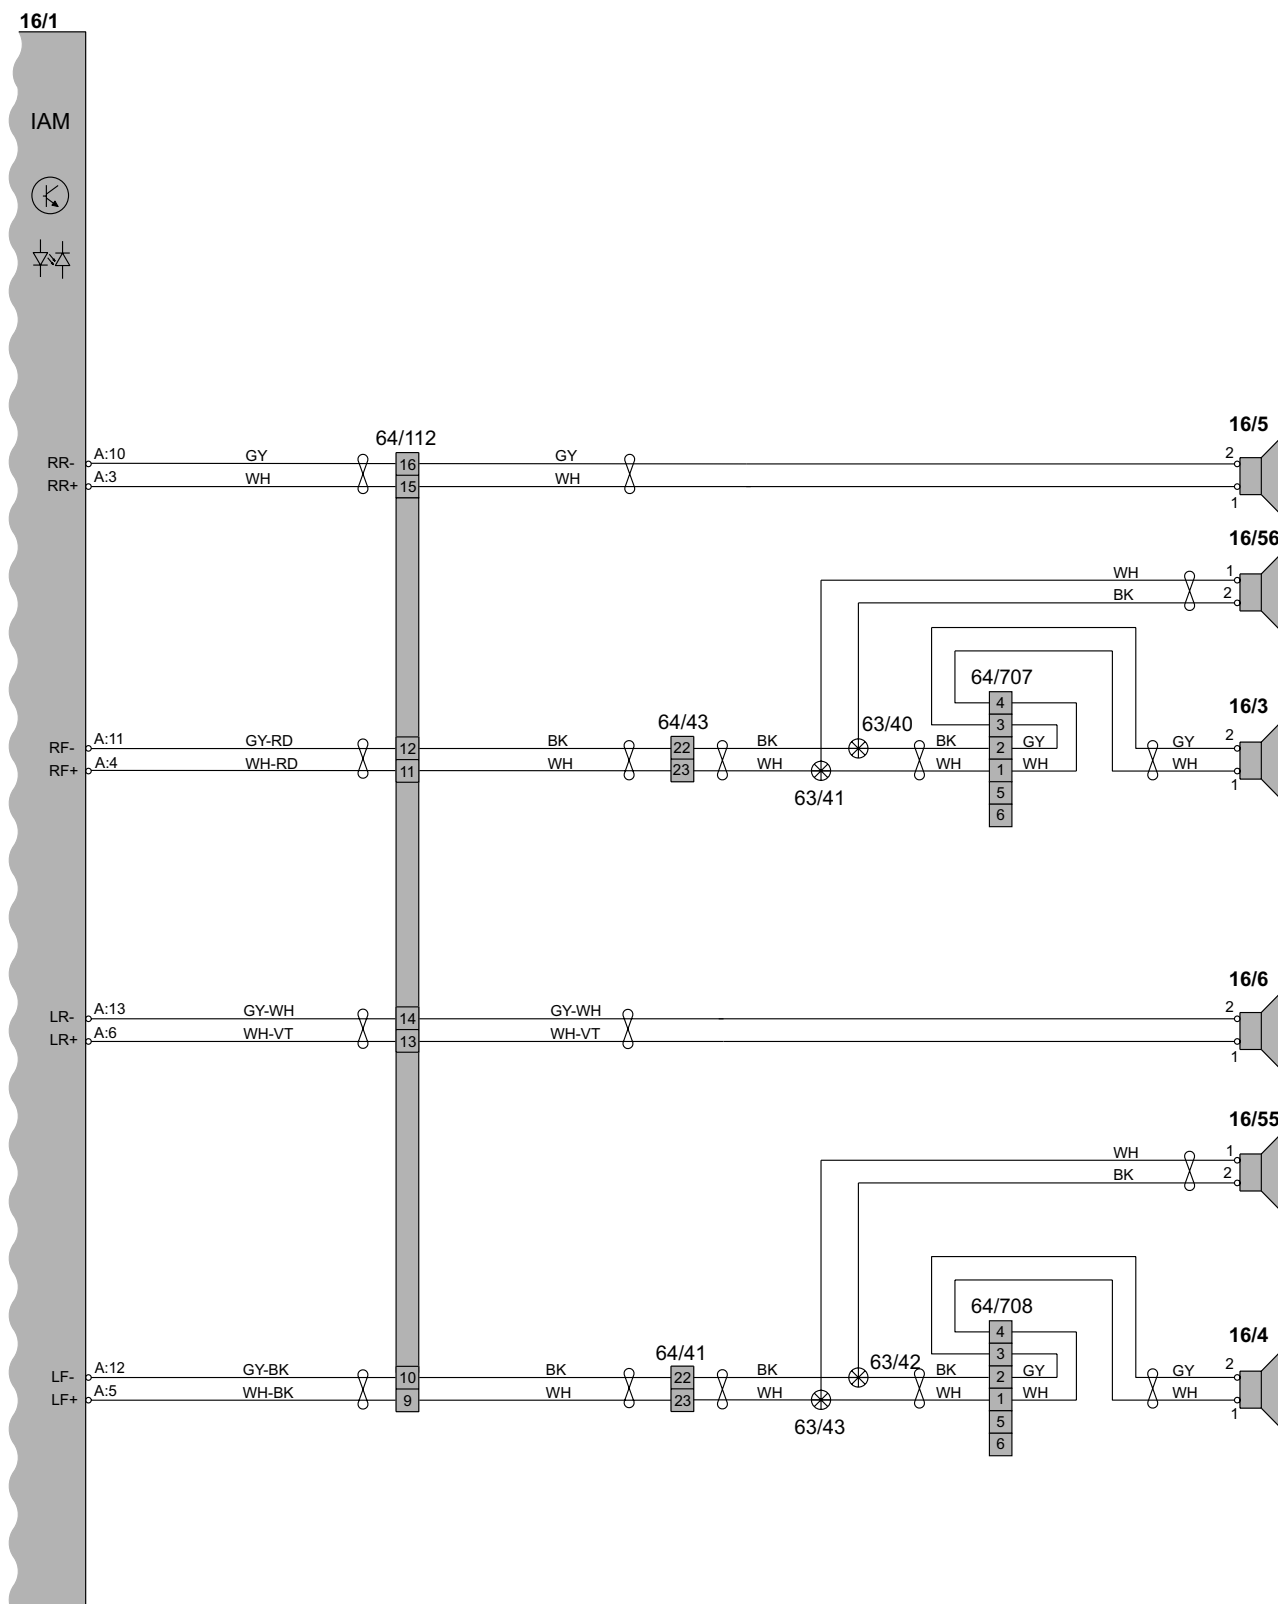 16/1
IAM
64/112
16/5
RR- A:10 GY 16 GY 2
RR+ A:3 WH 15 WH 1
16/56
WH 1
BK 2
64/707
4
16/3
64/43
63/40
3
RF- A:11 GY-RD 12 BK 22 BK BK 2 GY GY 2
RF+ A:4 WH-RD 11 WH 23 WH WH 1 WH WH 1
63/41
5
6
16/6
LR- A:13 GY-WH 14 GY-WH 2
LR+ A:6 WH-VT 13 WH-VT 1
16/55
WH 1
BK 2
64/708
4
16/4
64/41
63/42
3
LF- A:12 GY-BK 10 BK 22 BK BK 2 GY GY 2
LF+ A:5 WH-BK 9 WH 23 WH WH 1 WH WH 1
63/43
5
6